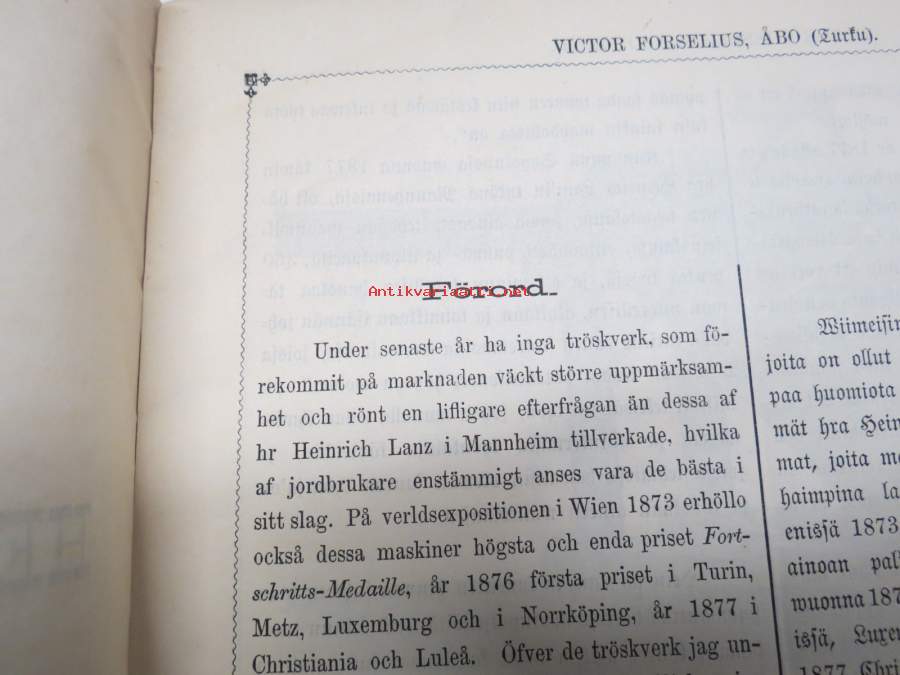 VICTOR FORSELIUS, ÅBO (Turku).
Förord.
Antikvariaatti.net
Under senaste år ha inga tröskverk, som fö-
rekommit på marknaden väckt större uppmärksam-
het och rönt en lifligare efterfrågan än dessa af
hr Heinrich Lanz i Mannheim tillverkade, hvilka
af jordbrukare enstämmigt anses vara de bästa i
sitt slag. På verldsexpositionen i Wien 1873 erhöllo
också dessa maskiner högsta och enda priset Fort-
schritts-Medaille, år 1876 första priset i Turin,
Metz, Luxemburg och i Norrköping, år 1877 i
Christiania och Luleå. Öfver de tröskverk jag un-
Wiimeisin
joita on ollut
paa huomiota
mät hra Hein
mat, joita m
haimpina la
enisjä 1873
ainoan pal
wuonna 187
isjä, Luxem
1877 Chri